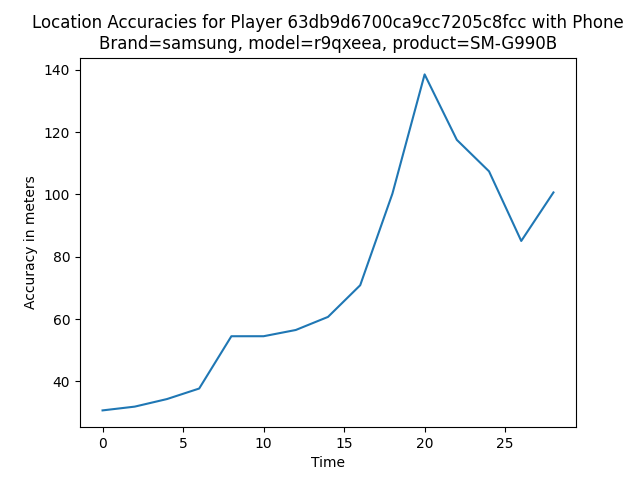 Location Accuracies for Player 63db9d6700ca9cc7205c8fcc with Phone
Brand=samsung, model=r9qxeea, product=SM-G990B
140
120
100
80
60
40
Accuracy in meters
0 5 10 15 20 25
Time